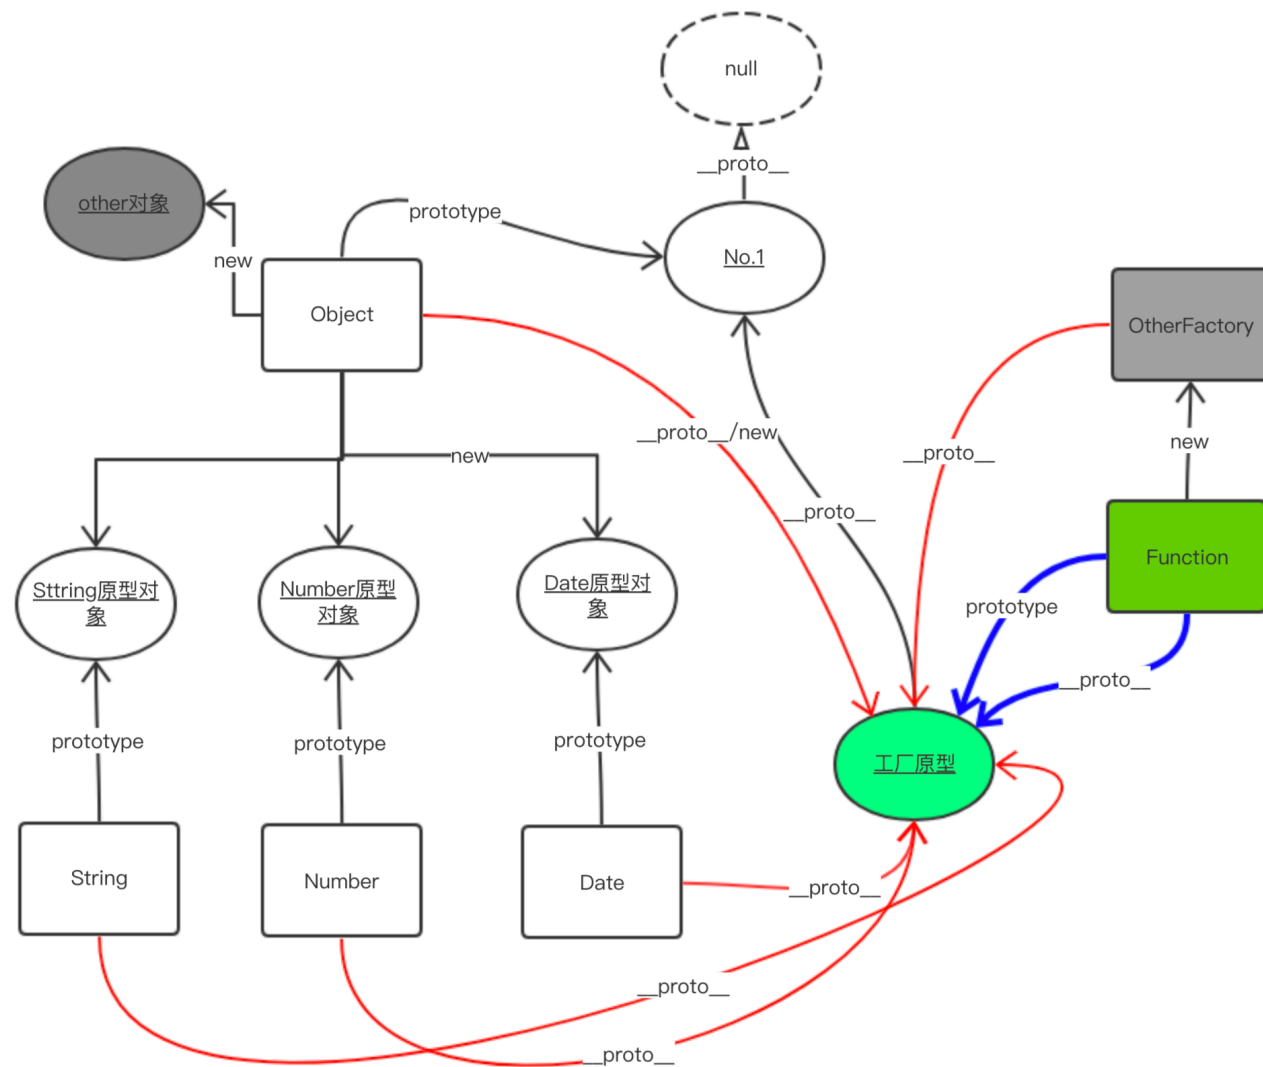 null
__proto__
other对象
prototype
new
No.1
Object
OtherFactory
__proto__/new
new
__proto__
new
__proto__
Function
Sttring原型对
象
Number原型
对象
Date原型对
象
prototype
__proto__
prototype
prototype
prototype
工厂原型
String
Number
Date
__proto__
__proto__
__proto__